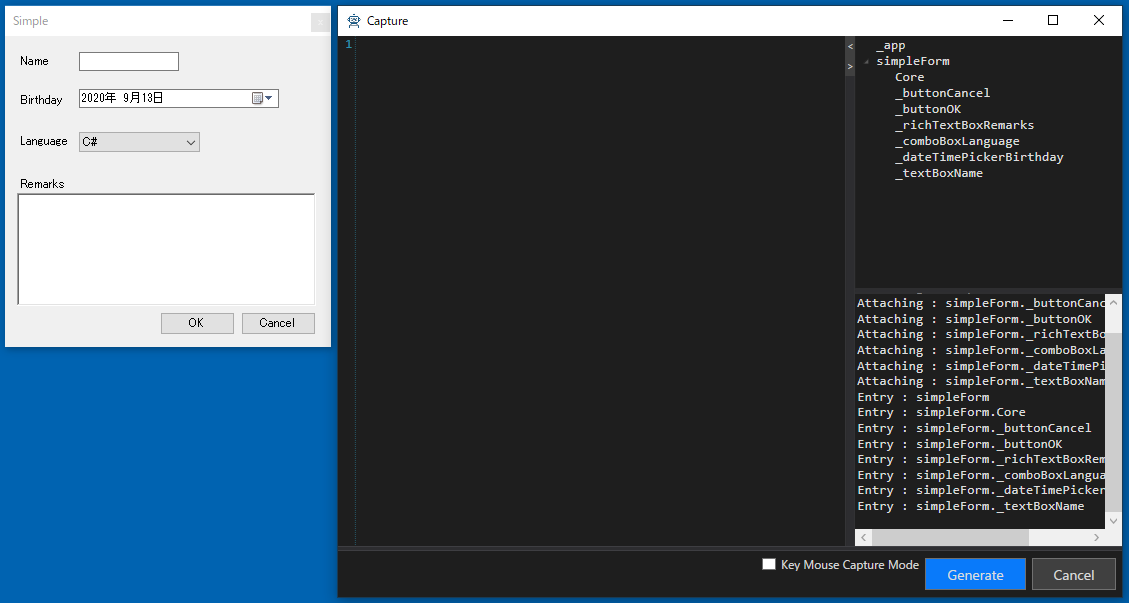 Simple
Name
Birthday
2020年 9月13日
Language
C#
Remarks
OK
Cancel
Capture
1
<
>
_app
simpleForm
Core
_buttonCancel
_buttonOK
_richTextBoxRemarks
_comboBoxLanguage
_dateTimePickerBirthday
_textBoxName
Attaching : simpleForm._buttonCanc
Attaching : simpleForm._buttonOK
Attaching : simpleForm._richTextBo
Attaching : simpleForm._comboBoxLa
Attaching : simpleForm._dateTimePi
Attaching : simpleForm._textBoxNam
Entry : simpleForm
Entry : simpleForm.Core
Entry : simpleForm._buttonCancel
Entry : simpleForm._buttonOK
Entry : simpleForm._richTextBoxRem
Entry : simpleForm._comboBoxLangua
Entry : simpleForm._dateTimePicker
Entry : simpleForm._textBoxName
Key Mouse Capture Mode
Generate
Cancel